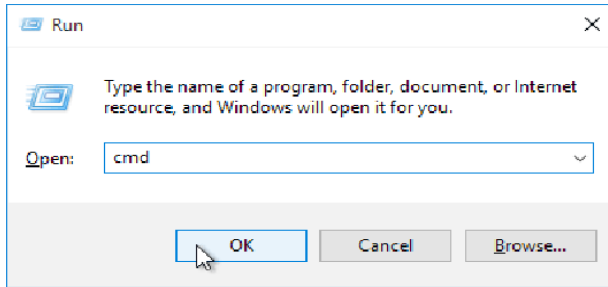 Run
Type the name of a program, folder, document, or Internet
resource, and Windows will open it for you.
Open: cmd
OK Cancel Browse...